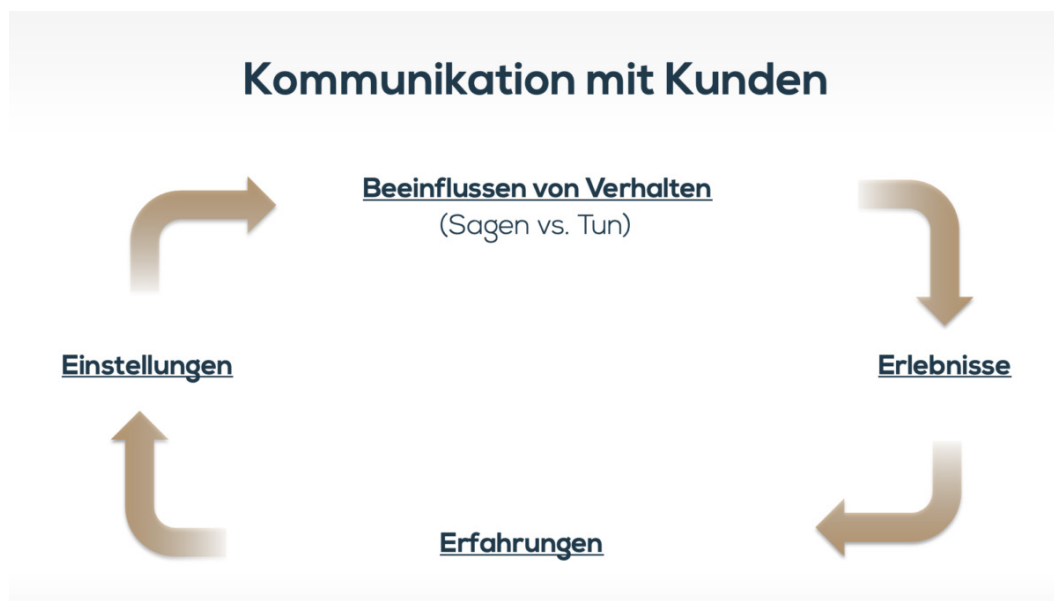 Kommunikation mit Kunden
Beeinflussen von Verhalten
(Sagen vs. Tun)
Einstellungen
Erlebnisse
Erfahrungen